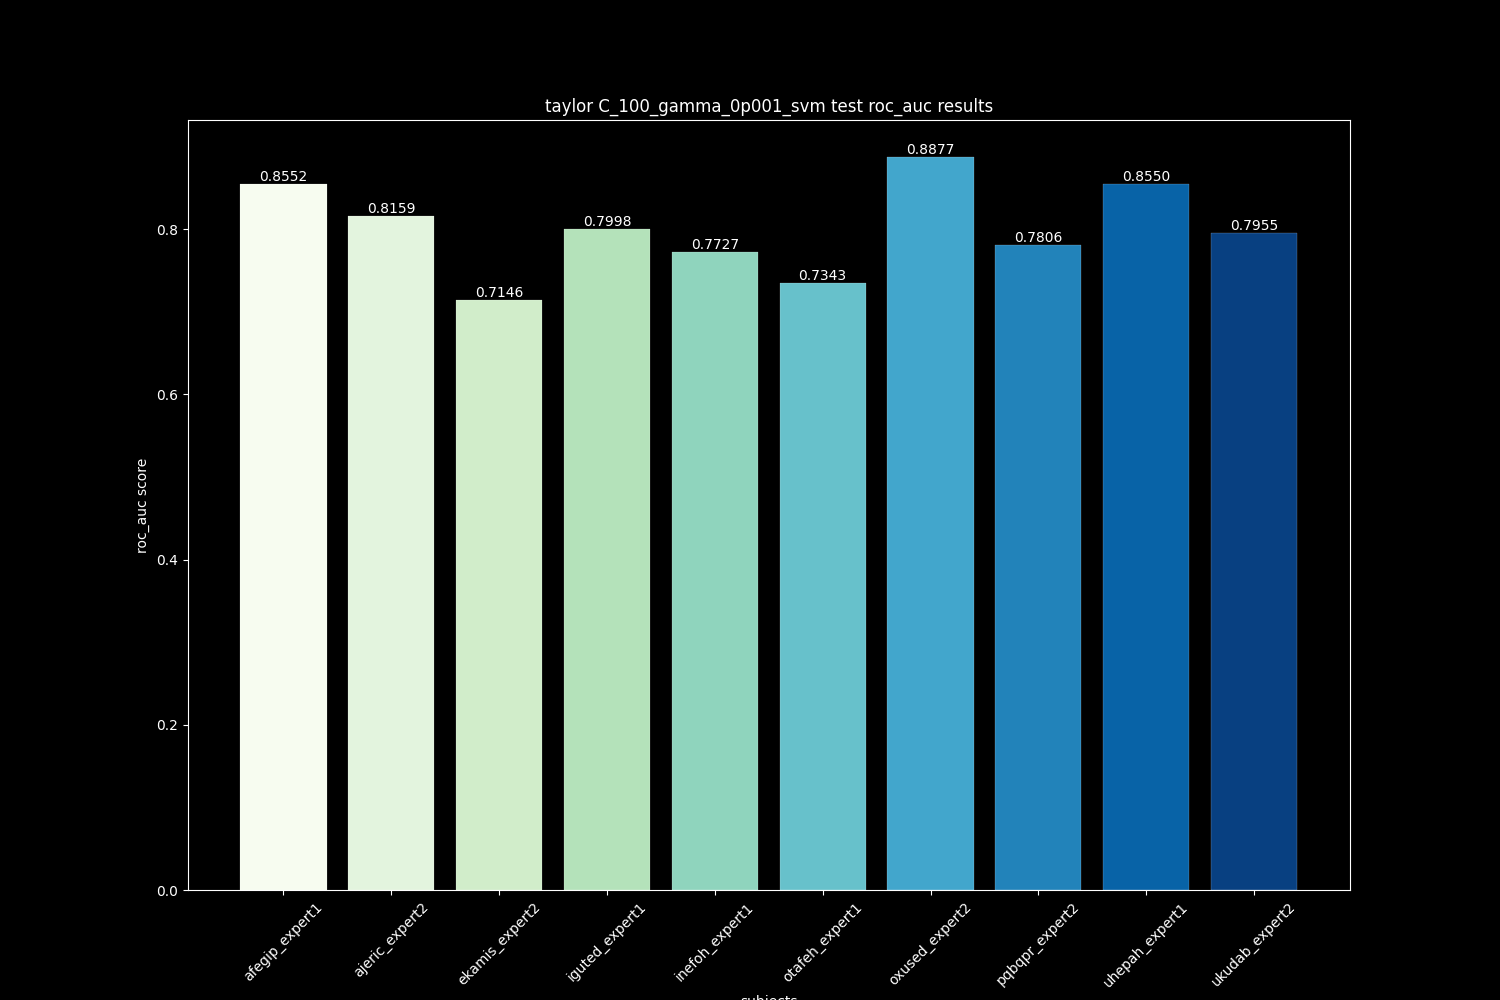 taylor C_100_gamma_0p001_svm test roc_auc results
0.8877
0.8552
0.8550
0.8159
0.7998
0.7955
0.7806
0.7727
0.7343
0.7146
0.8
0.6
0.4
0.2
0.0
roc_auc score
afegip_expert1
ajeric_expert2
ekamis_expert2
iguted_expert1
inefoh_expert1
otafeh_expert1
oxused_expert2
pqbqpr_expert2
uhepah_expert1
ukudab_expert2
subjects